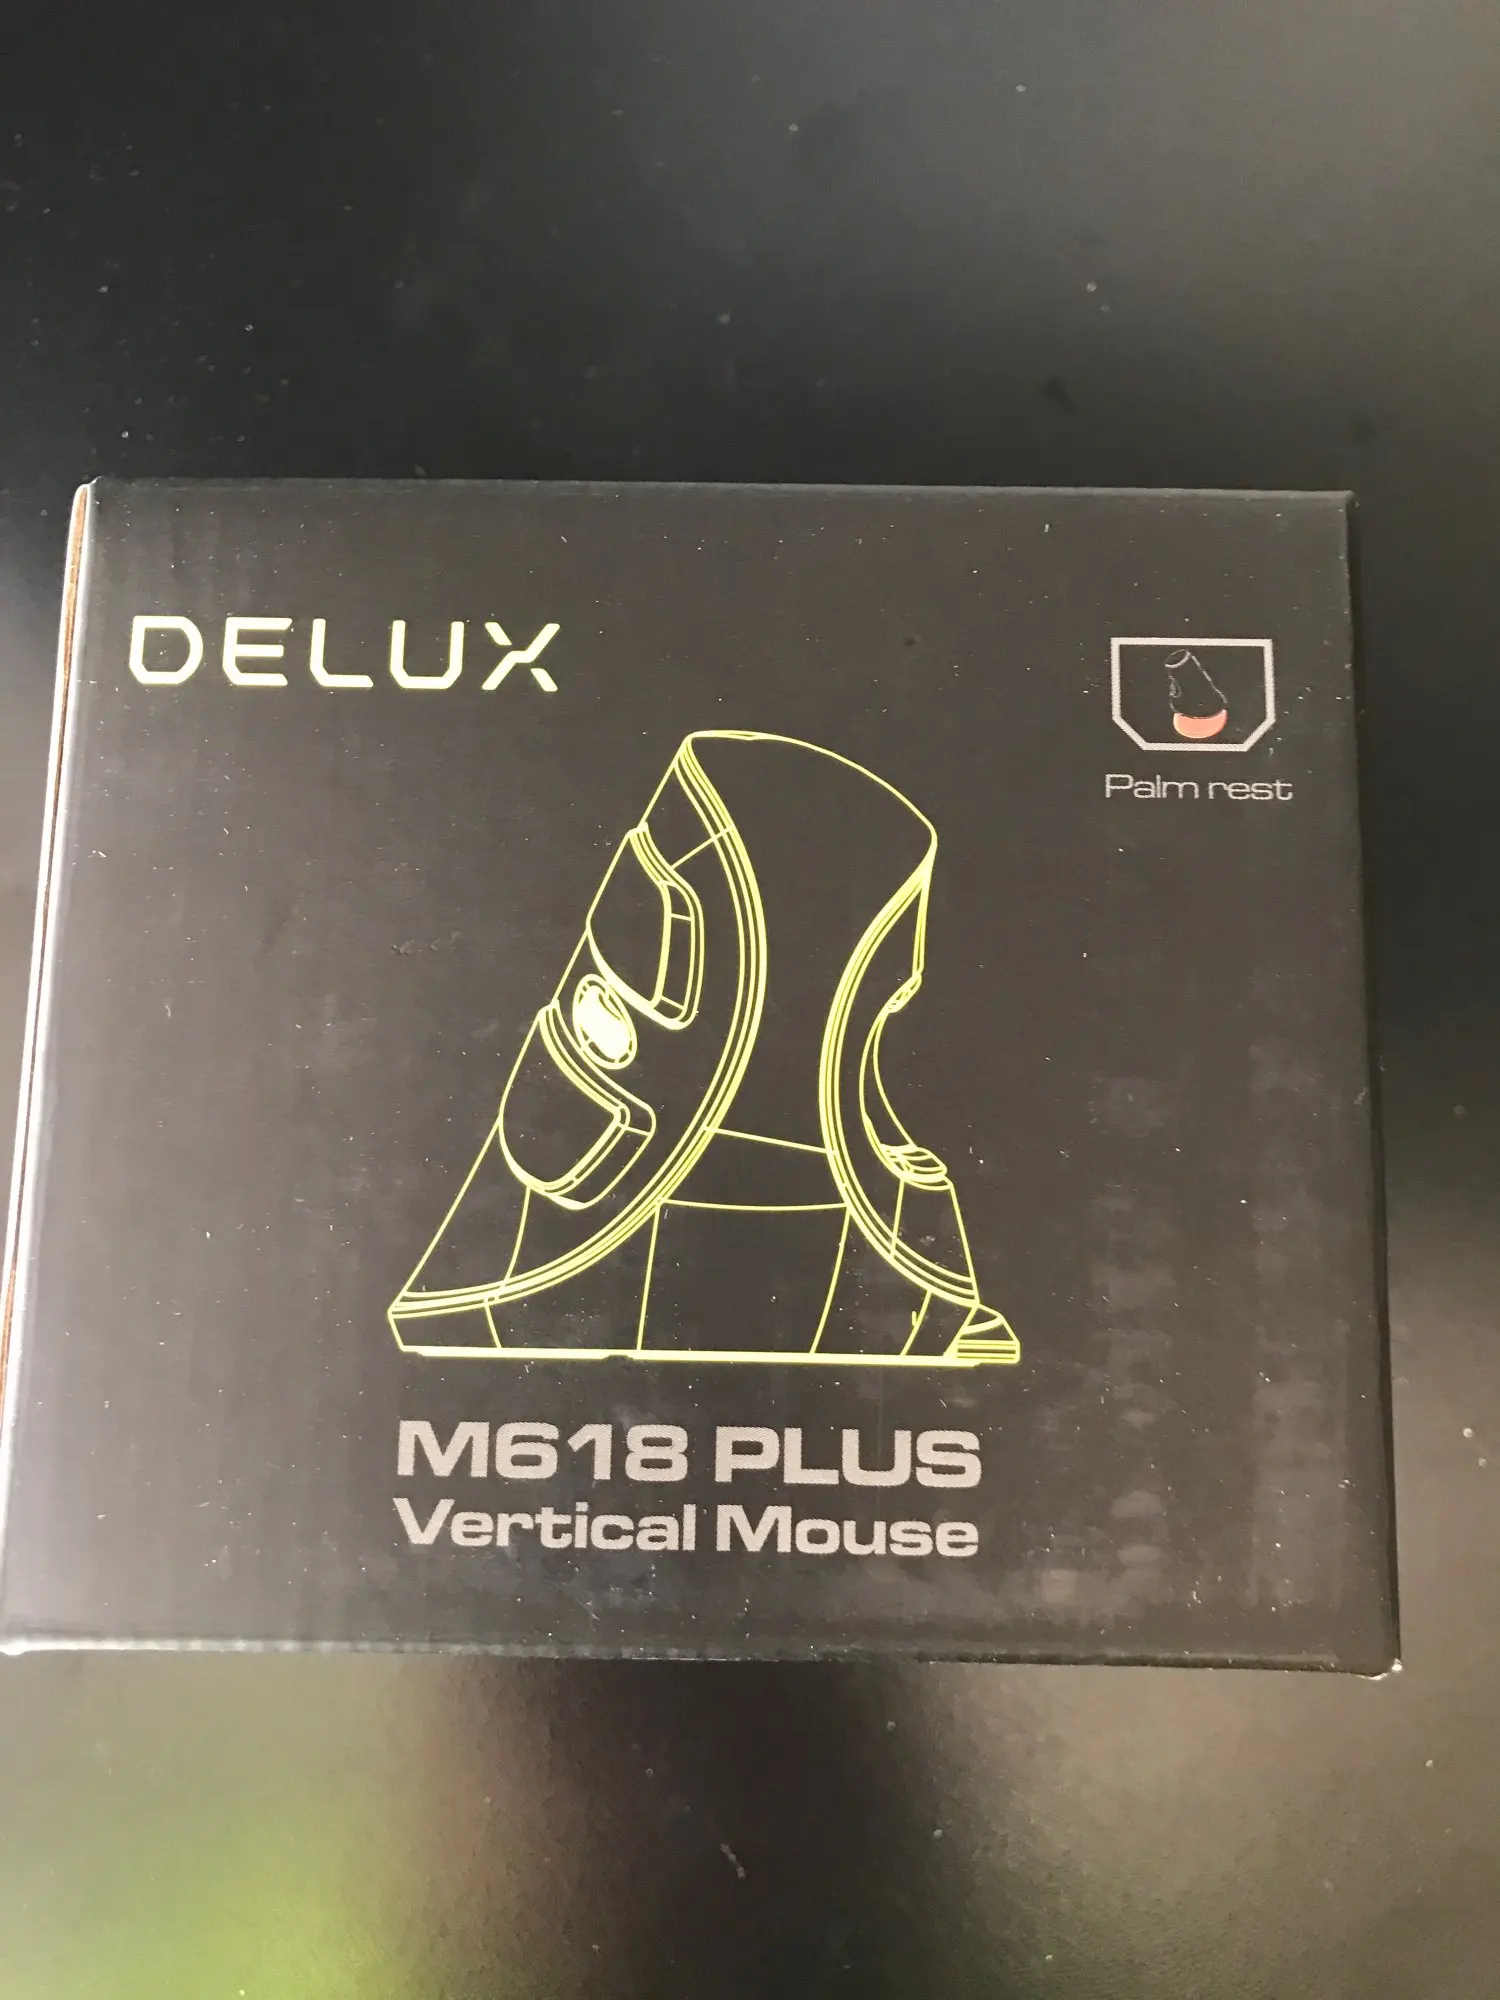 DELUX
Palm rest
M618 PLUS
Vertical Mouse